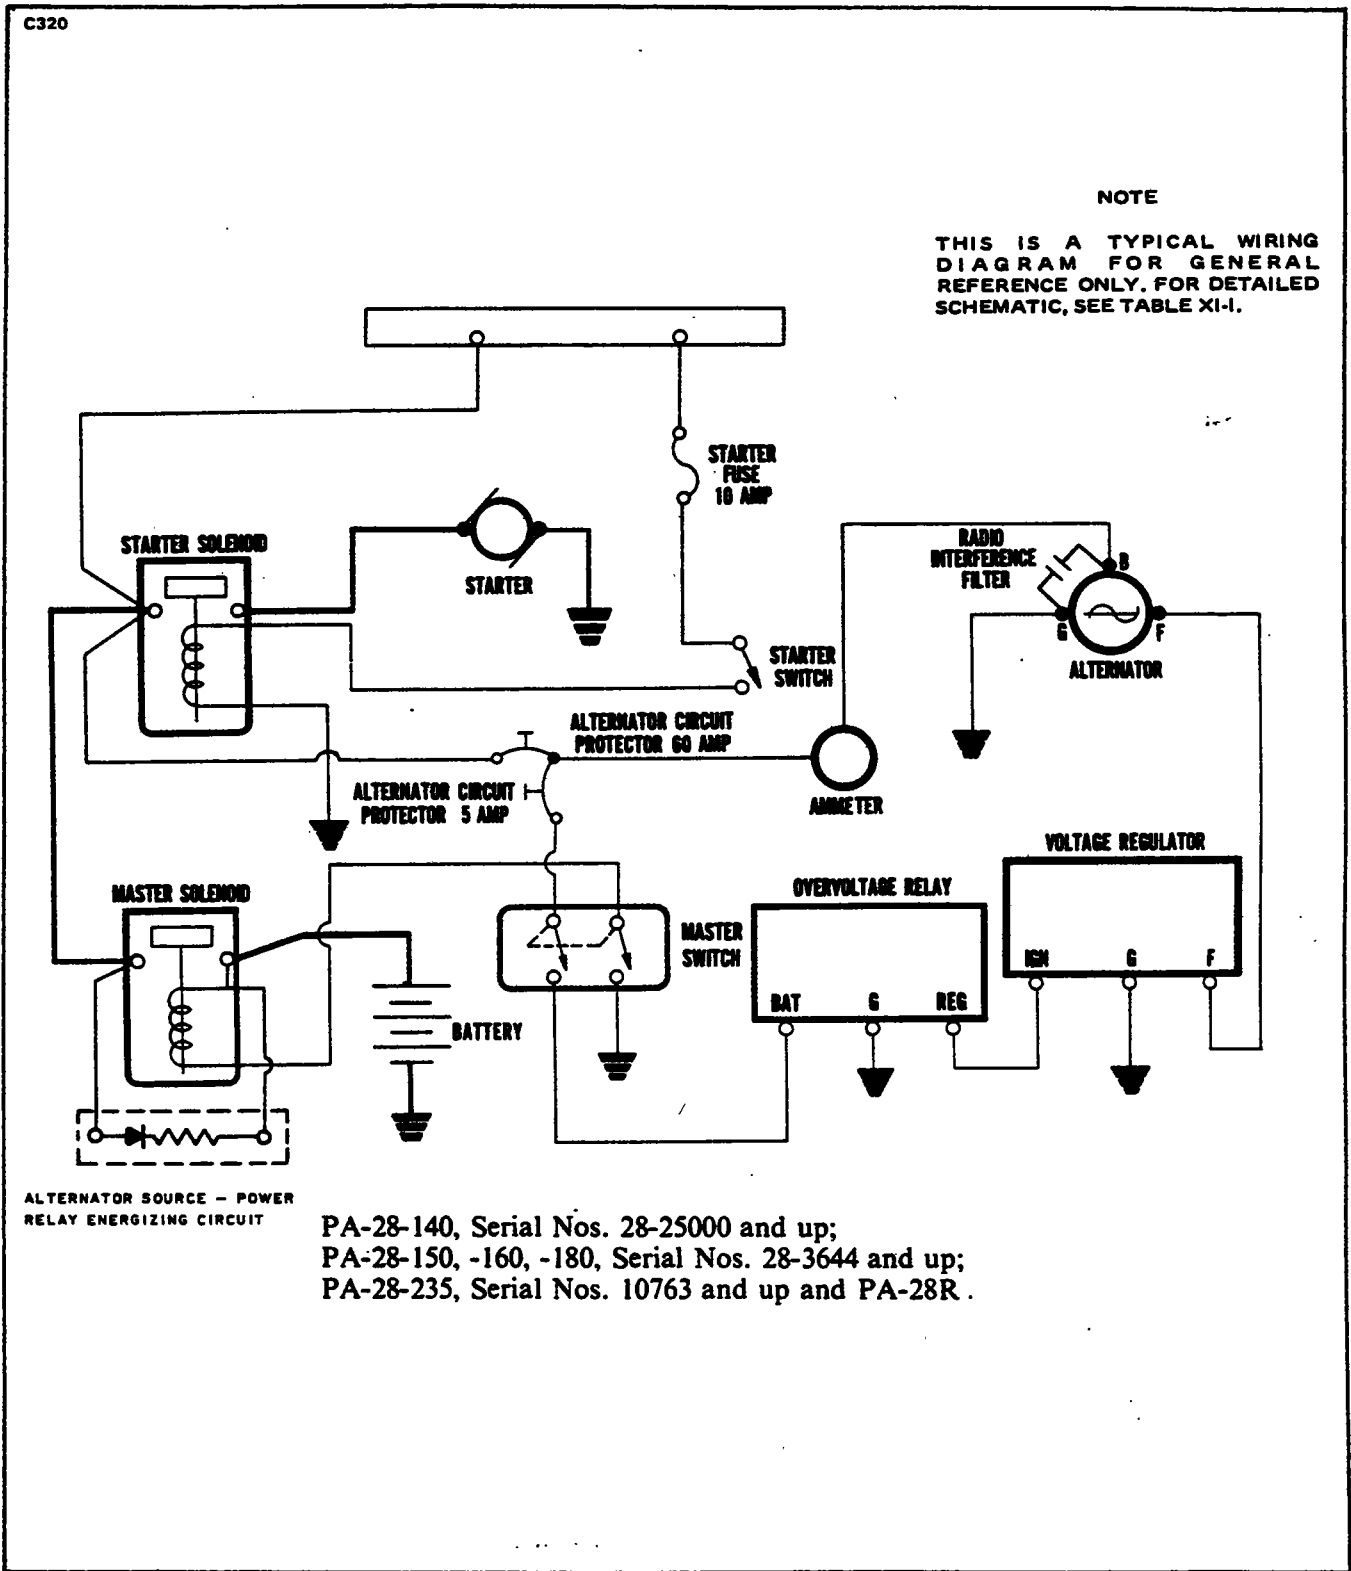 C320
NOTE
THIS IS A TYPICAL WIRING
DIAGRAM FOR GENERAL
REFERENCE ONLY. FOR DETAILED
SCHEMATIC, SEE TABLE XI-I.
STARTER
FUSE
10 AMP
STARTER SOLENOID
STARTER
RADIO
INTERFERENCE
FILTER
B
G
F
ALTERNATOR
STARTER
SWITCH
ALTERNATOR CIRCUIT
PROTECTOR 60 AMP
ALTERNATOR CIRCUIT
PROTECTOR 5 AMP
AMMETER
VOLTAGE REGULATOR
IGN
G
F
MASTER SOLENOID
OVERVOLTAGE RELAY
MASTER
SWITCH
BAT
G
REG
BATTERY
ALTERNATOR SOURCE – POWER
RELAY ENERGIZING CIRCUIT
PA-28-140, Serial Nos. 28-25000 and up;
PA-28-150, -160, -180, Serial Nos. 28-3644 and up;
PA-28-235, Serial Nos. 10763 and up and PA-28R .